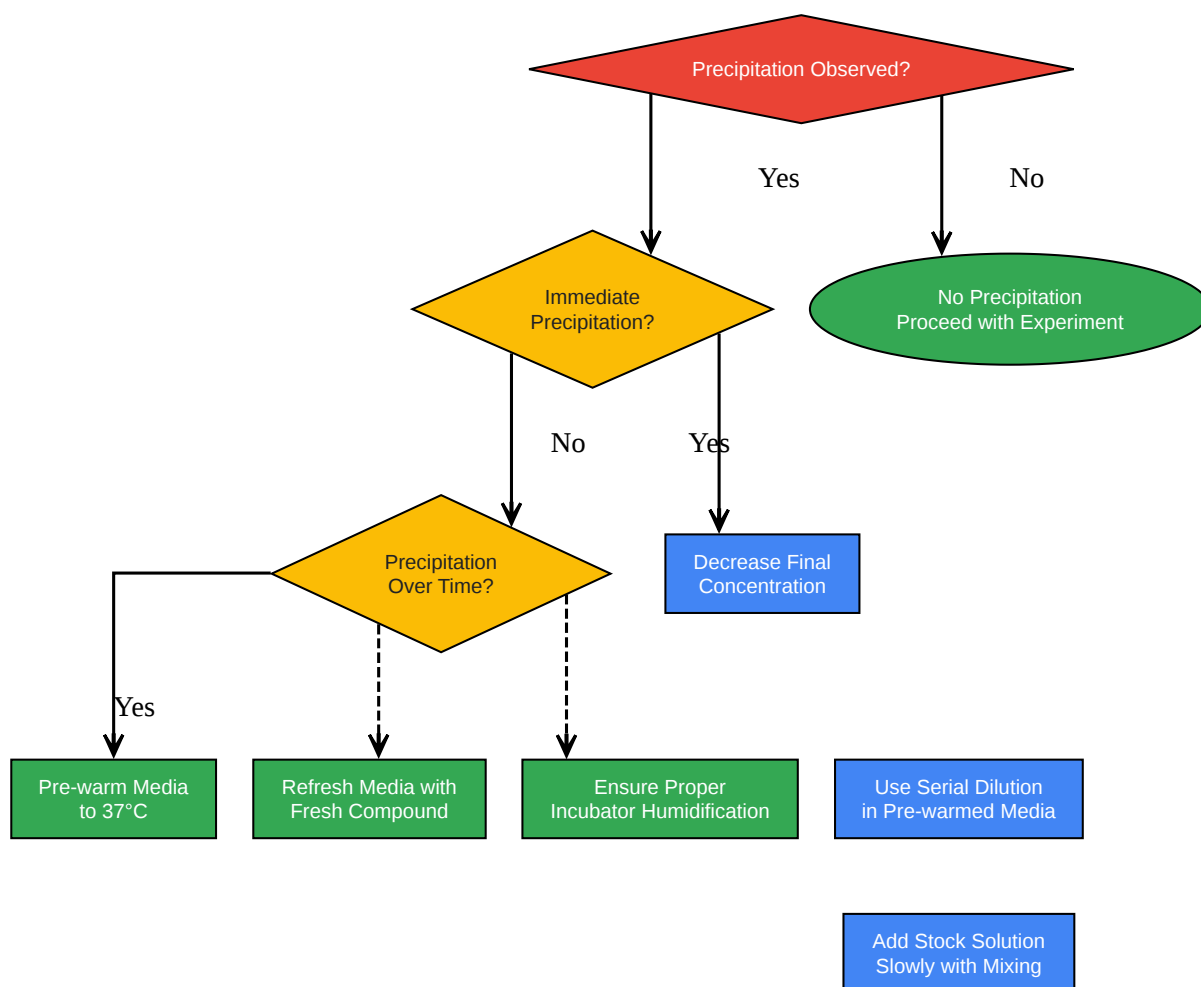 Precipitation Observed?
Yes
No
Immediate
Precipitation?
No Precipitation
Proceed with Experiment
No
Yes
Precipitation
Over Time?
Decrease Final
Concentration
Yes
Pre-warm Media
to 37°C
Refresh Media with
Fresh Compound
Ensure Proper
Incubator Humidification
Use Serial Dilution
in Pre-warmed Media
Add Stock Solution
Slowly with Mixing